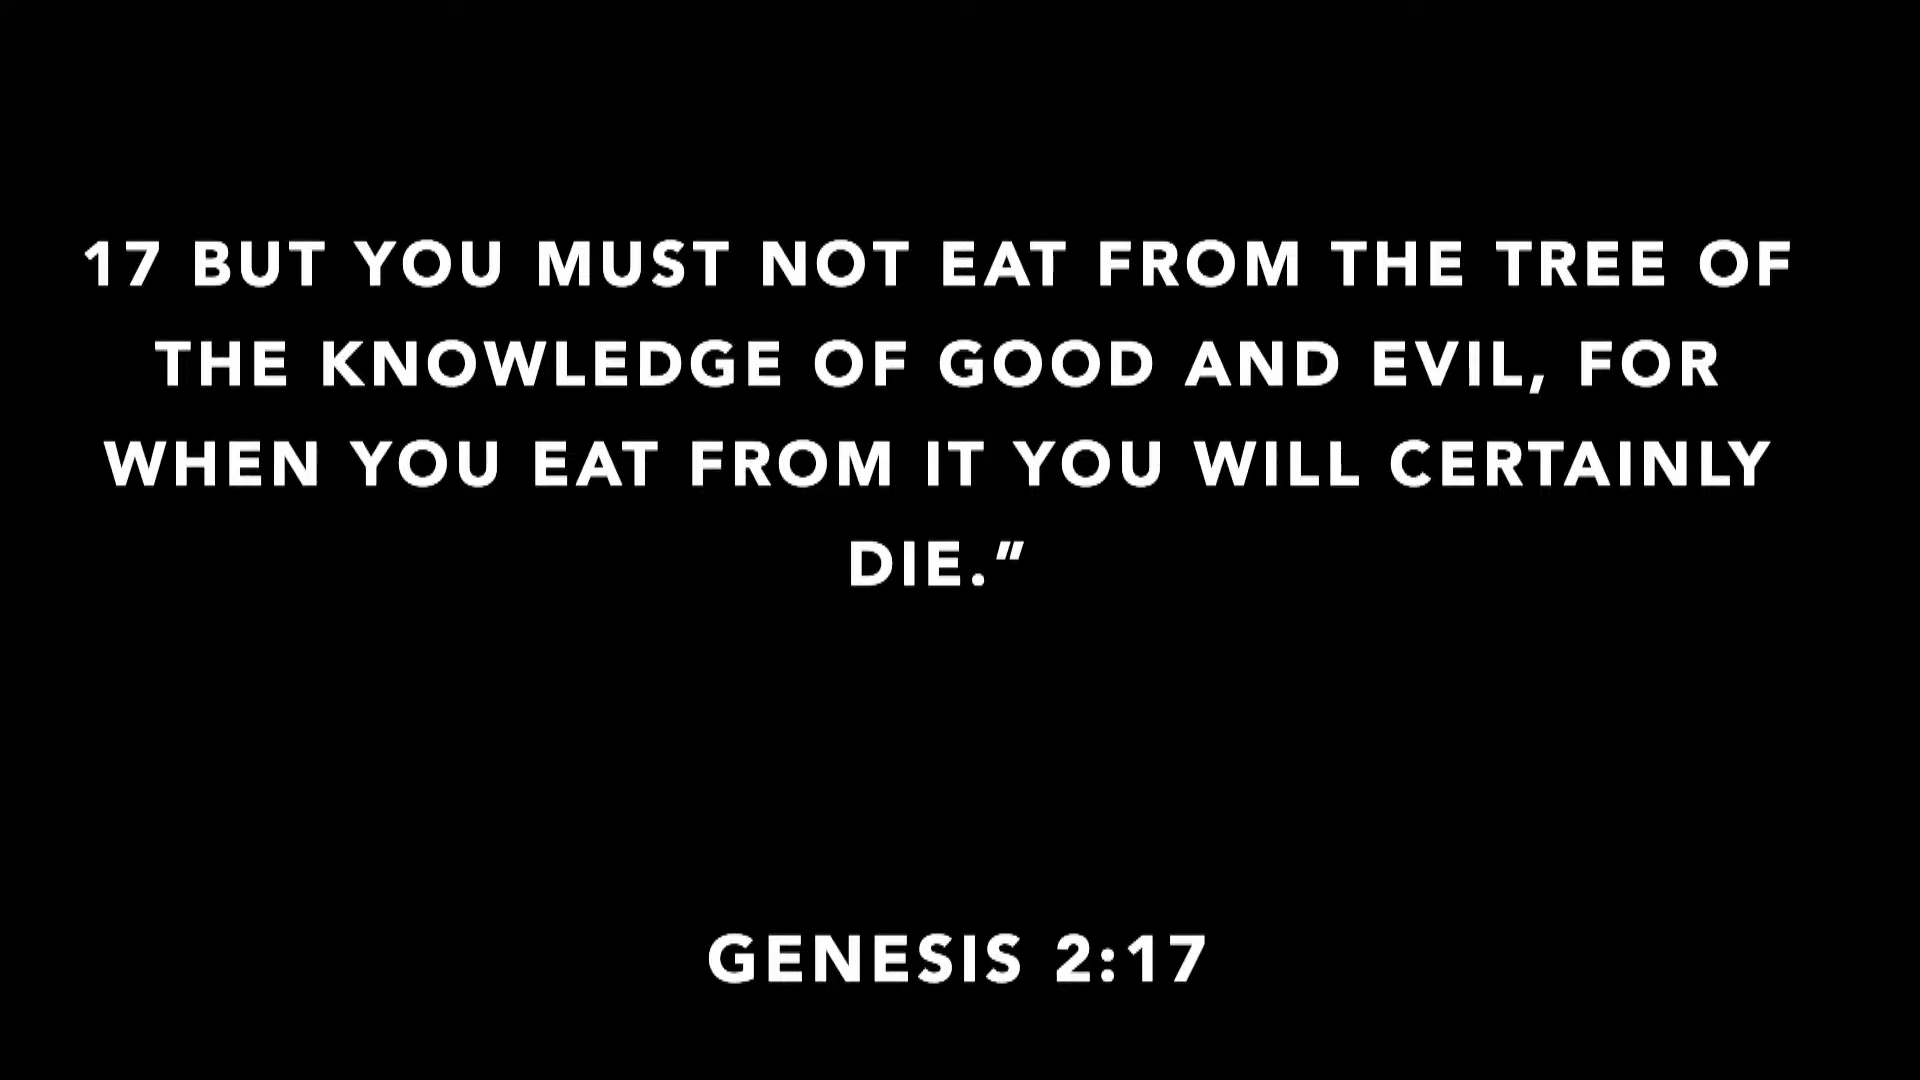 17 BUT YOU MUST NOT EAT FROM THE TREE OF
THE KNOWLEDGE OF GOOD AND EVIL, FOR
WHEN YOU EAT FROM IT YOU WILL CERTAINLY
DIE.”
GENESIS 2:17